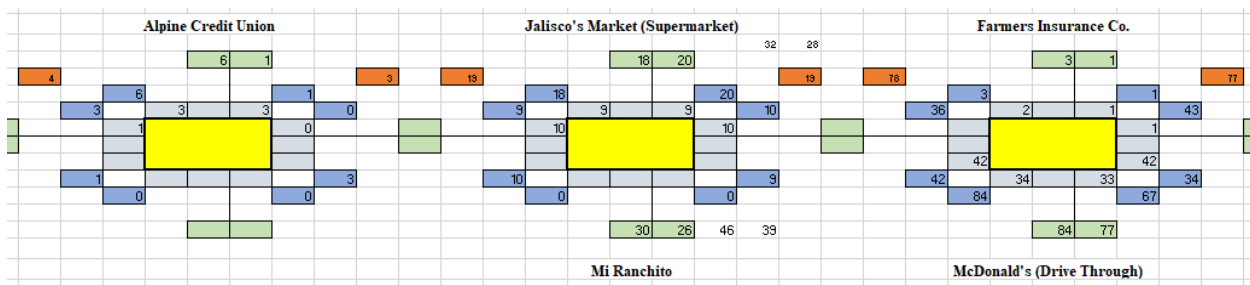 Alpine Credit Union Jalisco's Market (Supermarket) Farmers Insurance Co.
32 28
6 1 18 20 3 1
4 3 19 19 78 77
6 1 18 20 3 1
3 3 3 0 9 9 9 10 36 2 1 43
1 0 10 10 1
42 42
1 3 10 9 42 34 33 34
0 0 0 0 84 67
30 26 46 39 84 77
Mi Ranchito McDonald's (Drive Through)